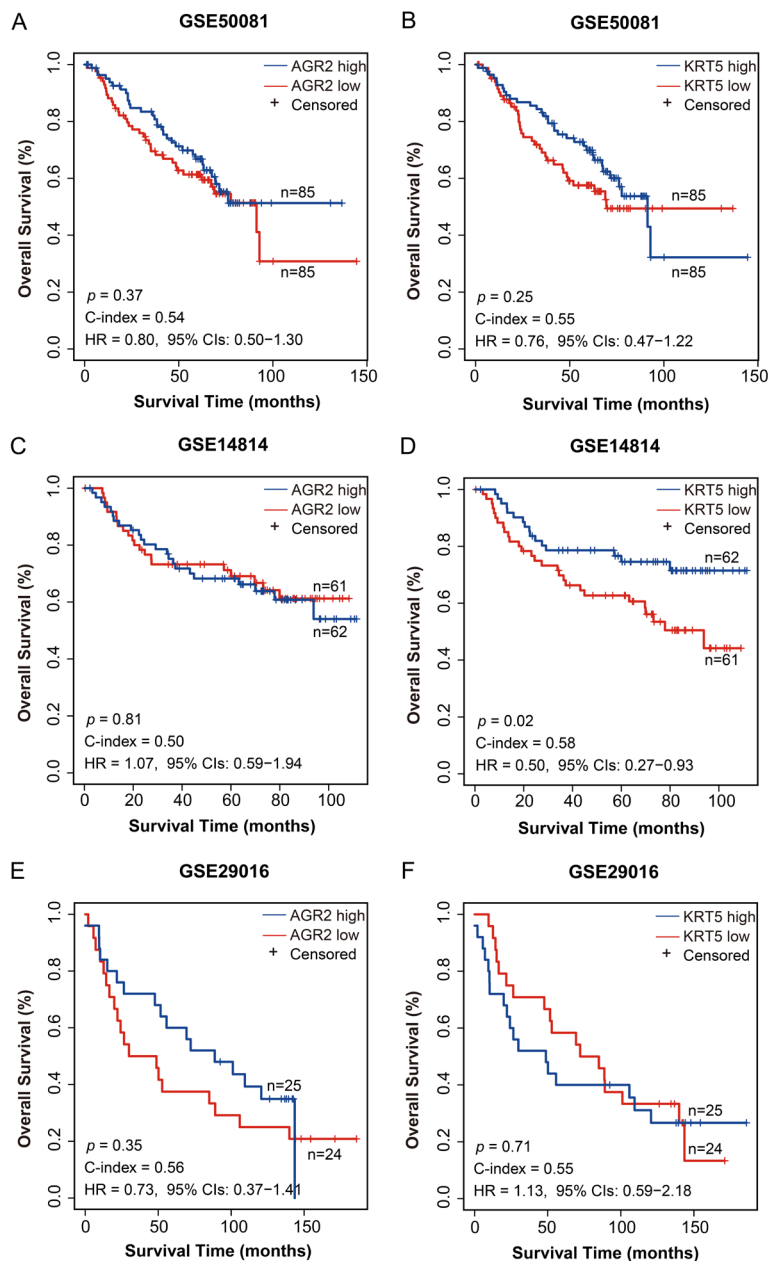 A
GSE50081
AGR2 high
AGR2 low
+ Censored
n=85
n=85
p = 0.37
C-index = 0.54
HR = 0.80, 95% CIs: 0.50−1.30
Overall Survival (%)
0.0 0.2 0.4 0.6 0.8 1.0
0 50 100 150
Survival Time (months)
B
GSE50081
KRT5 high
KRT5 low
+ Censored
n=85
n=85
p = 0.25
C-index = 0.55
HR = 0.76, 95% CIs: 0.47−1.22
Overall Survival (%)
0.0 0.2 0.4 0.6 0.8 1.0
0 50 100 150
Survival Time (months)
C
GSE14814
AGR2 high
AGR2 low
+ Censored
n=61
n=62
p = 0.81
C-index = 0.50
HR = 1.07, 95% CIs: 0.59−1.94
Overall Survival (%)
0.0 0.2 0.4 0.6 0.8 1.0
0 20 40 60 80 100
Survival Time (months)
D
GSE14814
KRT5 high
KRT5 low
+ Censored
n=62
n=61
p = 0.02
C-index = 0.58
HR = 0.50, 95% CIs: 0.27−0.93
Overall Survival (%)
0.0 0.2 0.4 0.6 0.8 1.0
0 20 40 60 80 100
Survival Time (months)
E
GSE29016
AGR2 high
AGR2 low
+ Censored
n=25
n=24
p = 0.35
C-index = 0.56
HR = 0.73, 95% CIs: 0.37−1.41
Overall Survival (%)
0.0 0.2 0.4 0.6 0.8 1.0
0 50 100 150
Survival Time (months)
F
GSE29016
KRT5 high
KRT5 low
+ Censored
n=25
n=24
p = 0.71
C-index = 0.55
HR = 1.13, 95% CIs: 0.59−2.18
Overall Survival (%)
0.0 0.2 0.4 0.6 0.8 1.0
0 50 100 150
Survival Time (months)